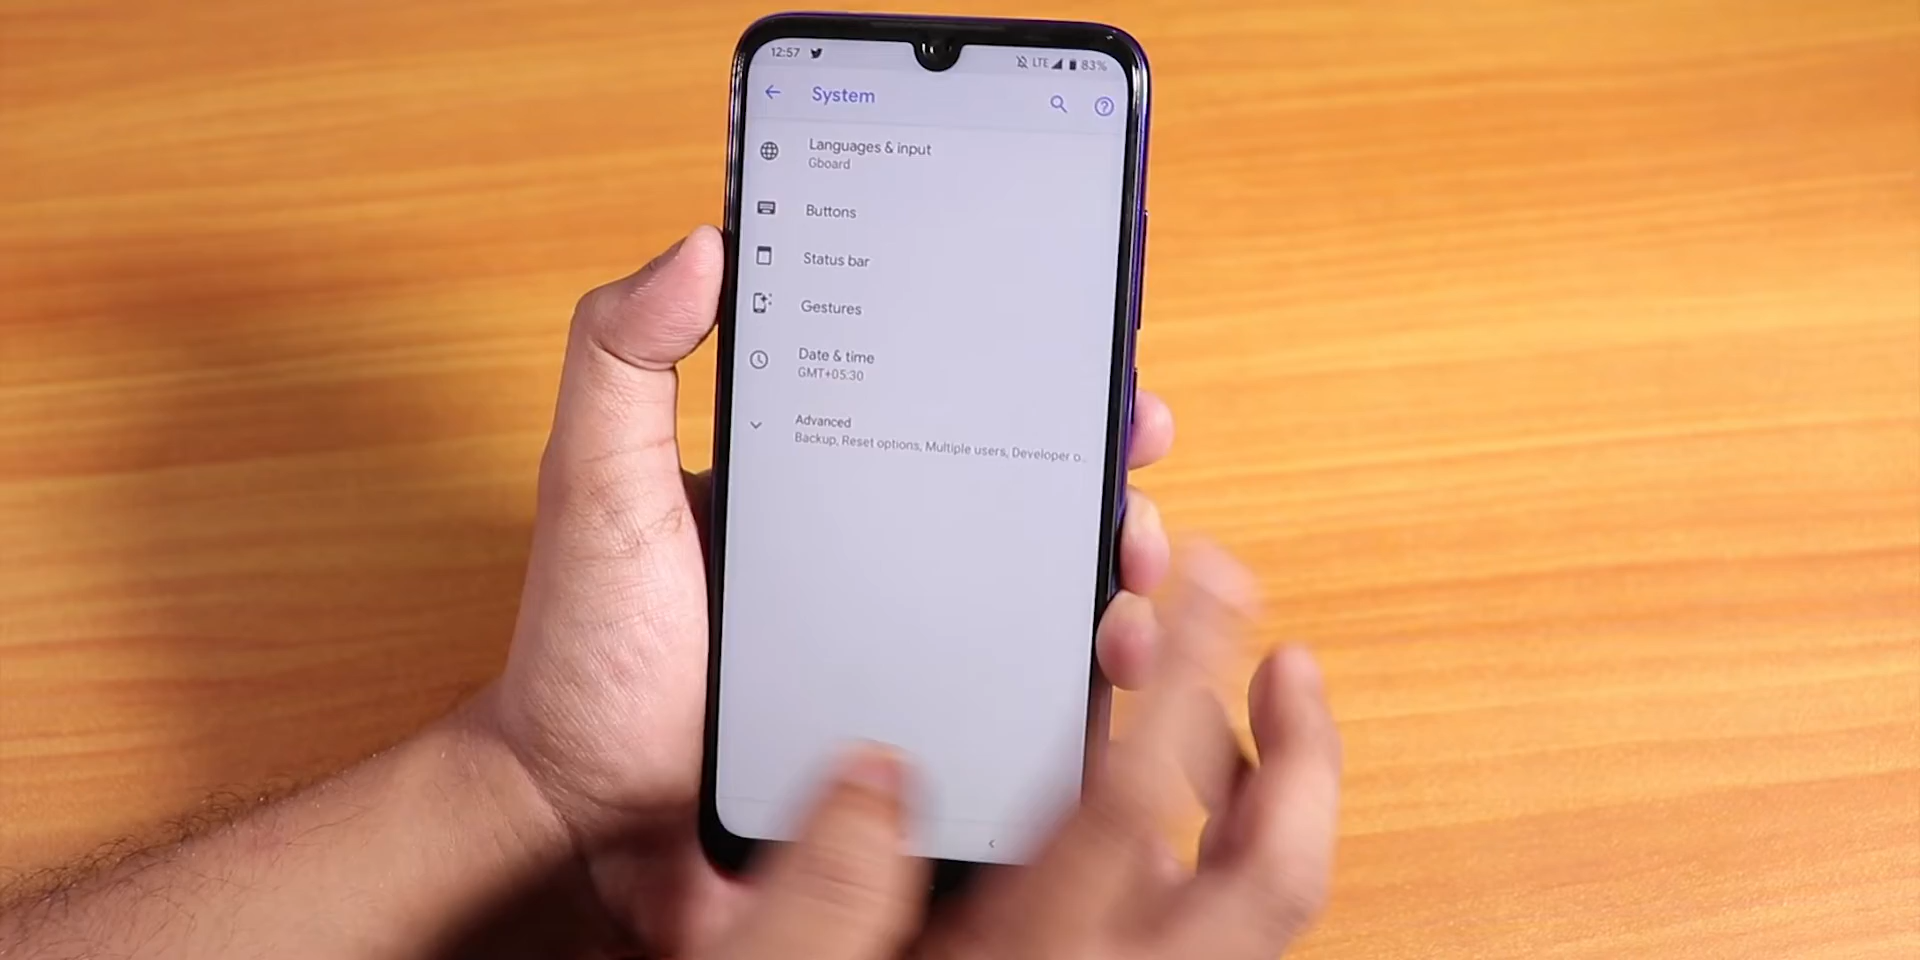 12:57 LTE 83%
System
Languages & input
Gboard
Buttons
Status bar
Gestures
Date & time
GMT+05:30
Advanced
Backup, Reset options, Multiple users, Developer o..